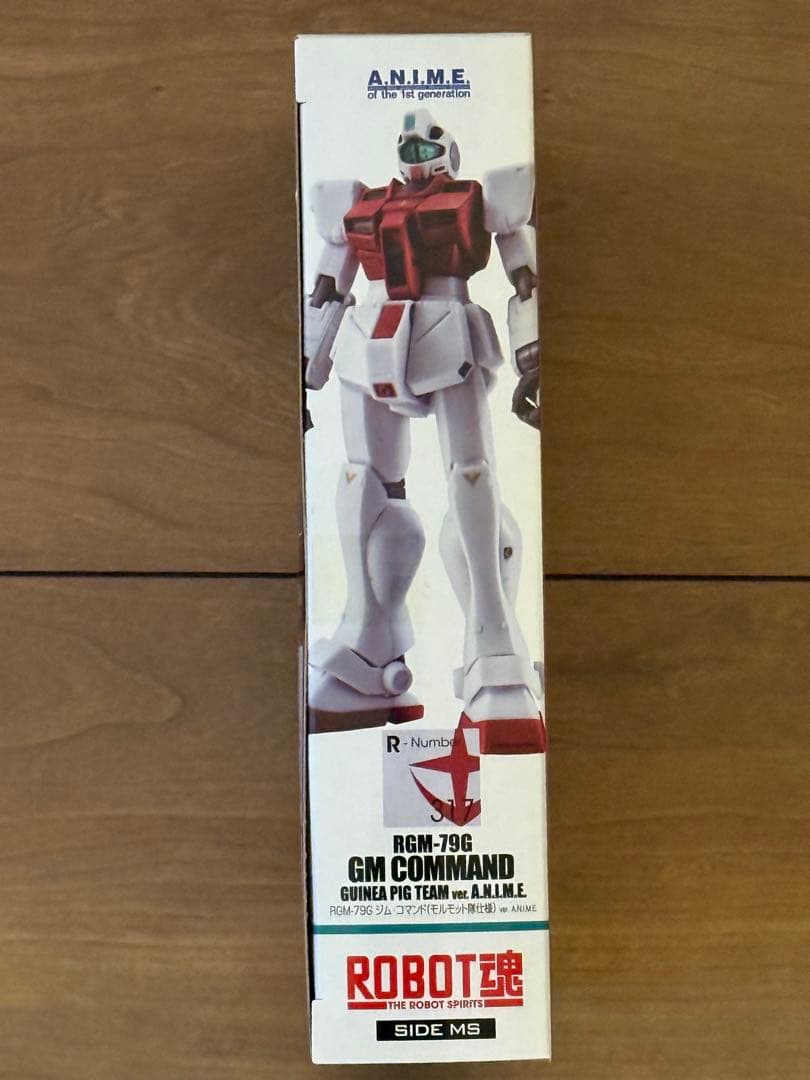 A.N.I.M.E.
of the 1st generation
R - Number
317
RGM-79G
GM COMMAND
GUINEA PIG TEAM ver. A.N.I.M.E.
RGM-79G ジム・コマンド(モルモット隊仕様) ver. A.N.I.M.E.
ROBOT魂
THE ROBOT SPIRITS
SIDE MS